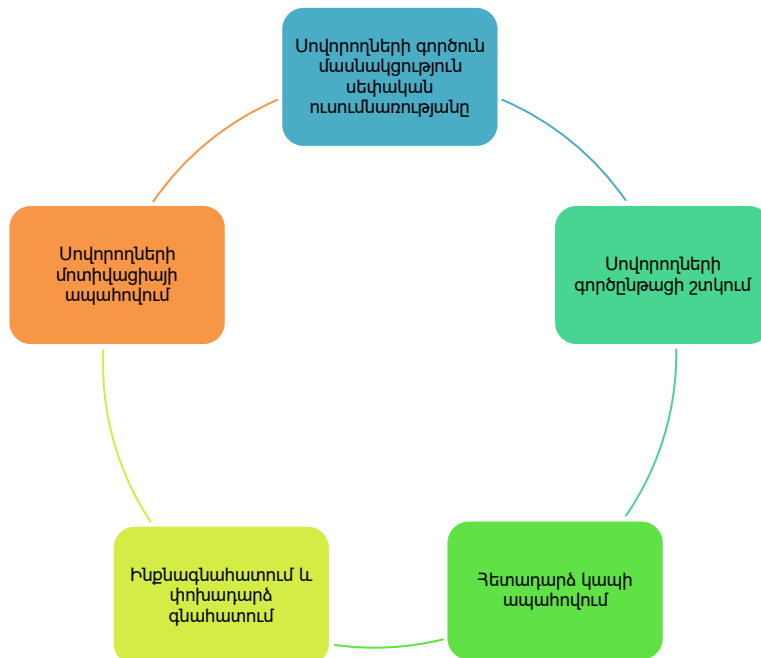 Սովորողների գործուն
մասնակցություն
սեփական
ուսումնառությանը
Սովորողների
գործընթացի շտկում
Հետադարձ կապի
ապահովում
Ինքնագնահատում և
փոխադարձ
գնահատում
Սովորողների
մոտիվացիայի
ապահովում